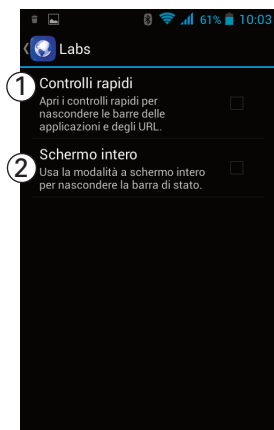 61% 10:03
Labs
1 Controlli rapidi
Apri i controlli rapidi per
nascondere le barre delle
applicazioni e degli URL.
2 Schermo intero
Usa la modalità a schermo intero
per nascondere la barra di stato.